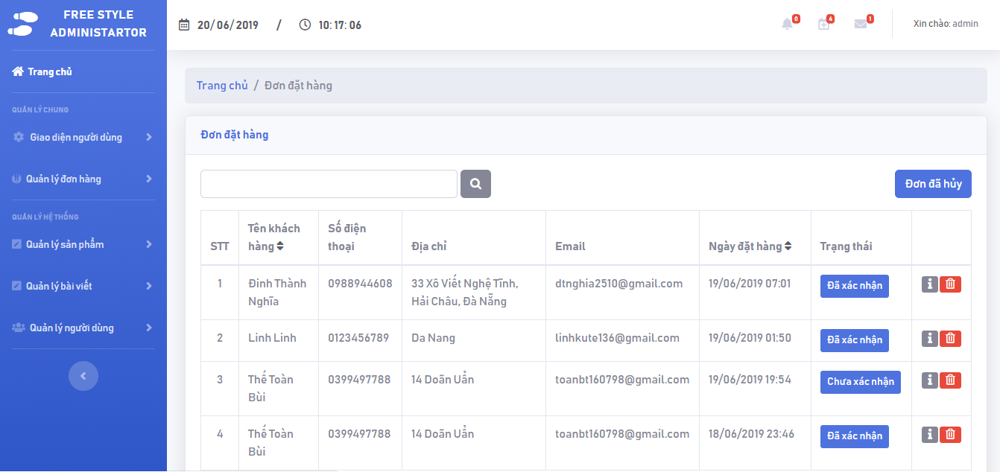 FREE STYLE
ADMINISTARTOR
20/06/2019 / 10:17:06
0
4
1
Xin chào: admin
Trang chủ
QUẢN LÝ CHUNG
Giao diện người dùng
Quản lý đơn hàng
QUẢN LÝ HỆ THỐNG
Quản lý sản phẩm
Quản lý bài viết
Quản lý người dùng
Trang chủ / Đơn đặt hàng
Đơn đặt hàng
Đơn đã hủy
STT
Tên khách
hàng
Số điện
thoại
Địa chỉ
Email
Ngày đặt hàng
Trạng thái
1
Đinh Thành
Nghĩa
0988944608
33 Xô Viết Nghệ Tĩnh,
Hải Châu, Đà Nẵng
dtnghia2510@gmail.com
19/06/2019 07:01
Đã xác nhận
2
Linh Linh
0123456789
Da Nang
linhkute136@gmail.com
19/06/2019 01:50
Đã xác nhận
3
Thế Toàn
Bùi
0399497788
14 Doãn Uẩn
toanbt160798@gmail.com
19/06/2019 19:54
Chưa xác nhận
4
Thế Toàn
Bùi
0399497788
14 Doãn Uẩn
toanbt160798@gmail.com
18/06/2019 23:46
Đã xác nhận